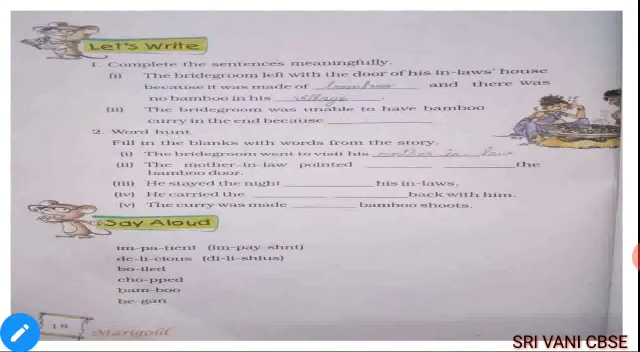 Let's Write
1. Complete the sentences meaningfully.
(i) The bridegroom left with the door of his in-laws' house
because it was made of bamboo and there was
no bamboo in his village.
(ii) The bridegroom was unable to have bamboo
curry in the end because
2. Word hunt
Fill in the blanks with words from the story.
(i) The bridegroom went to visit his mother in law
(ii) The mother-in-law pointed the
bamboo door.
(iii) He stayed the night his in-laws.
(iv) He carried the back with him.
(v) The curry was made bamboo shoots.
Say Aloud
im-pa-tient (im-pay-shnt)
de-li-cious (di-li-shius)
bo-iled
cho-pped
bam-boo
be-gan
18 Marigold
SRI VANI CBSE